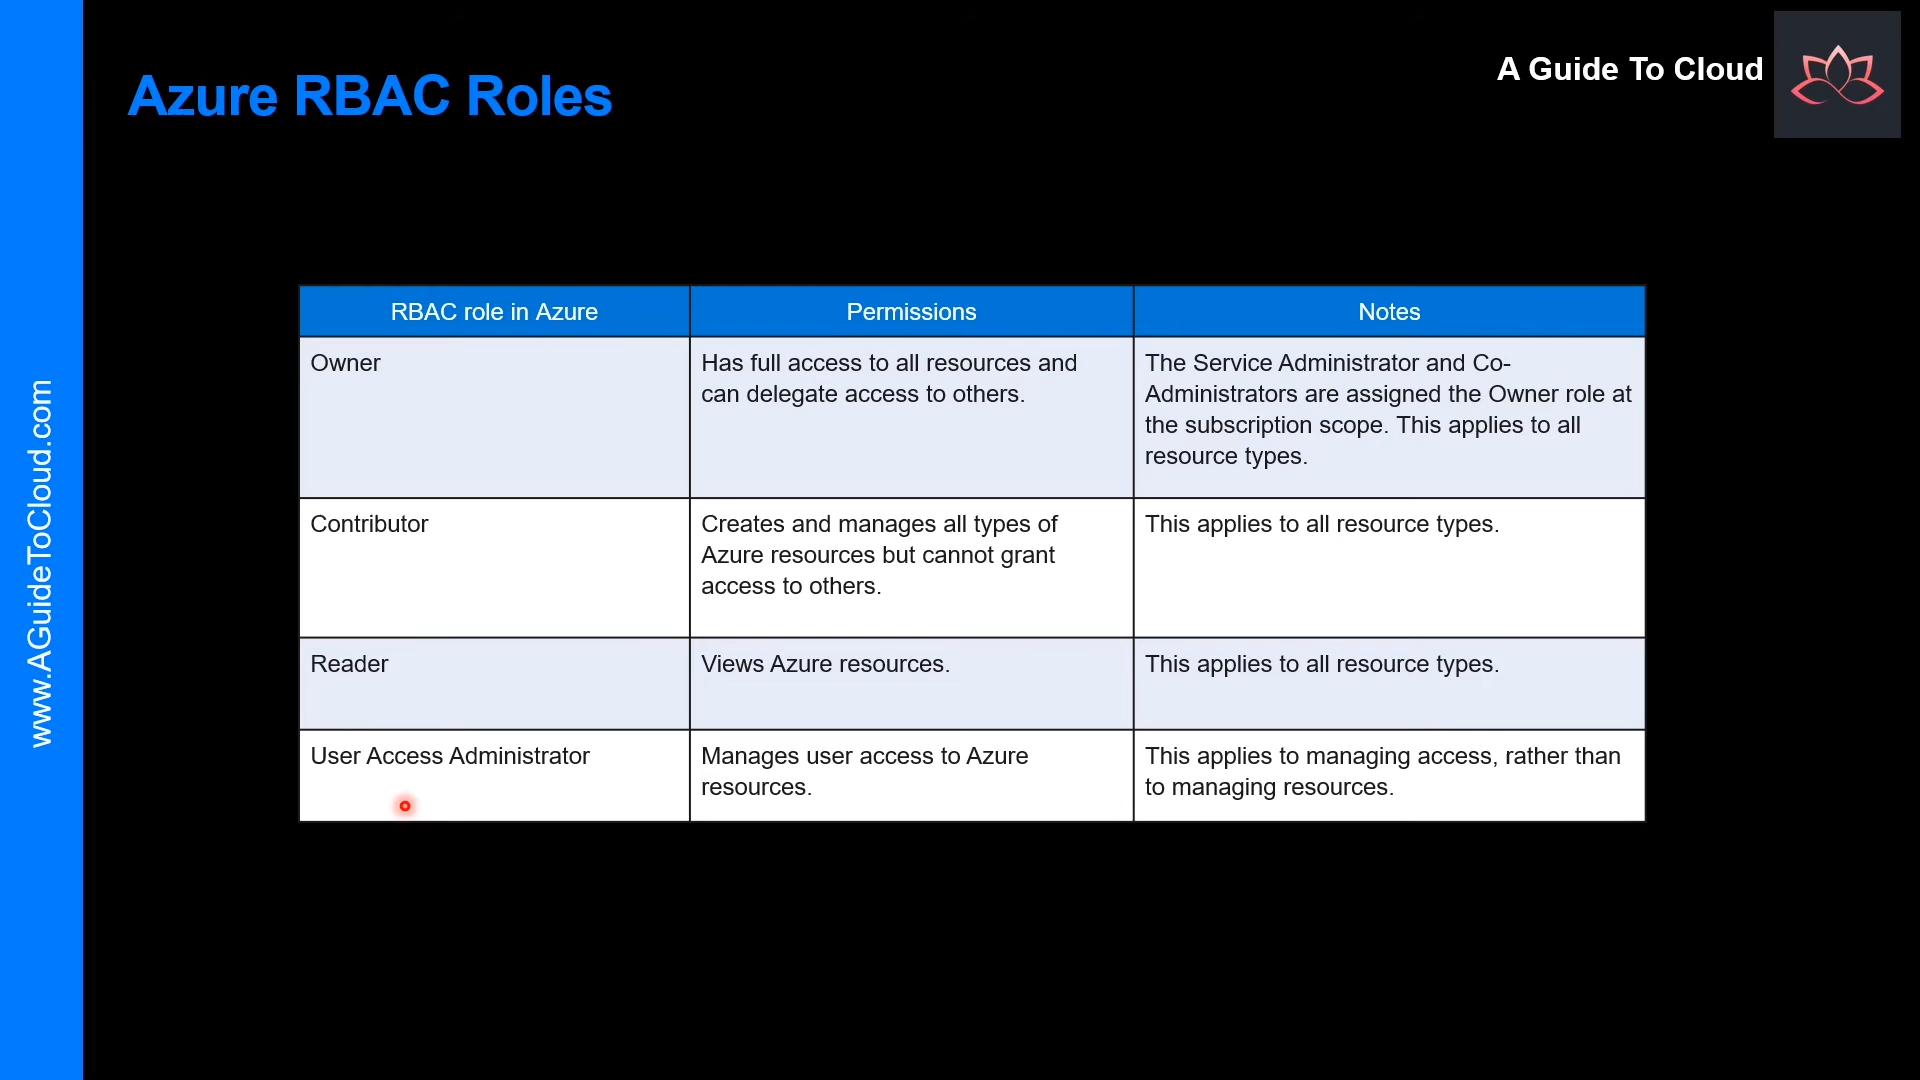 Azure RBAC Roles
A Guide To Cloud
www.AGuideToCloud.com
RBAC role in Azure
Permissions
Notes
Owner
Has full access to all resources and
can delegate access to others.
The Service Administrator and Co-
Administrators are assigned the Owner role at
the subscription scope. This applies to all
resource types.
Contributor
Creates and manages all types of
Azure resources but cannot grant
access to others.
This applies to all resource types.
Reader
Views Azure resources.
This applies to all resource types.
User Access Administrator
Manages user access to Azure
resources.
This applies to managing access, rather than
to managing resources.